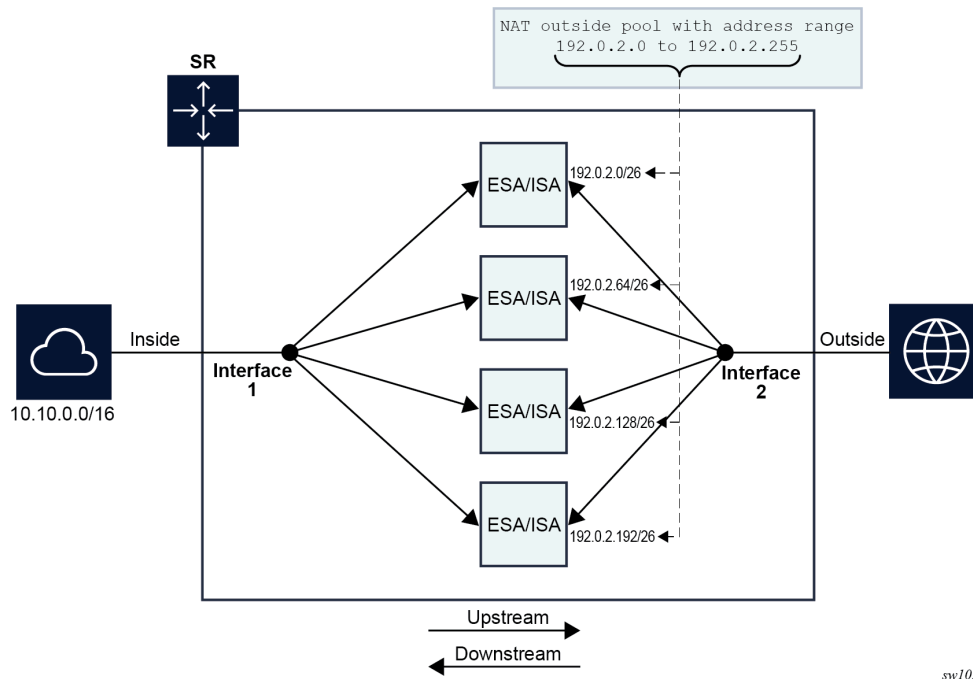 NAT outside pool with address range
192.0.2.0 to 192.0.2.255
SR
ESA/ISA
192.0.2.0/26
ESA/ISA
192.0.2.64/26
Inside
Outside
Interface
1
Interface
2
10.10.0.0/16
ESA/ISA
192.0.2.128/26
ESA/ISA
192.0.2.192/26
Upstream
Downstream